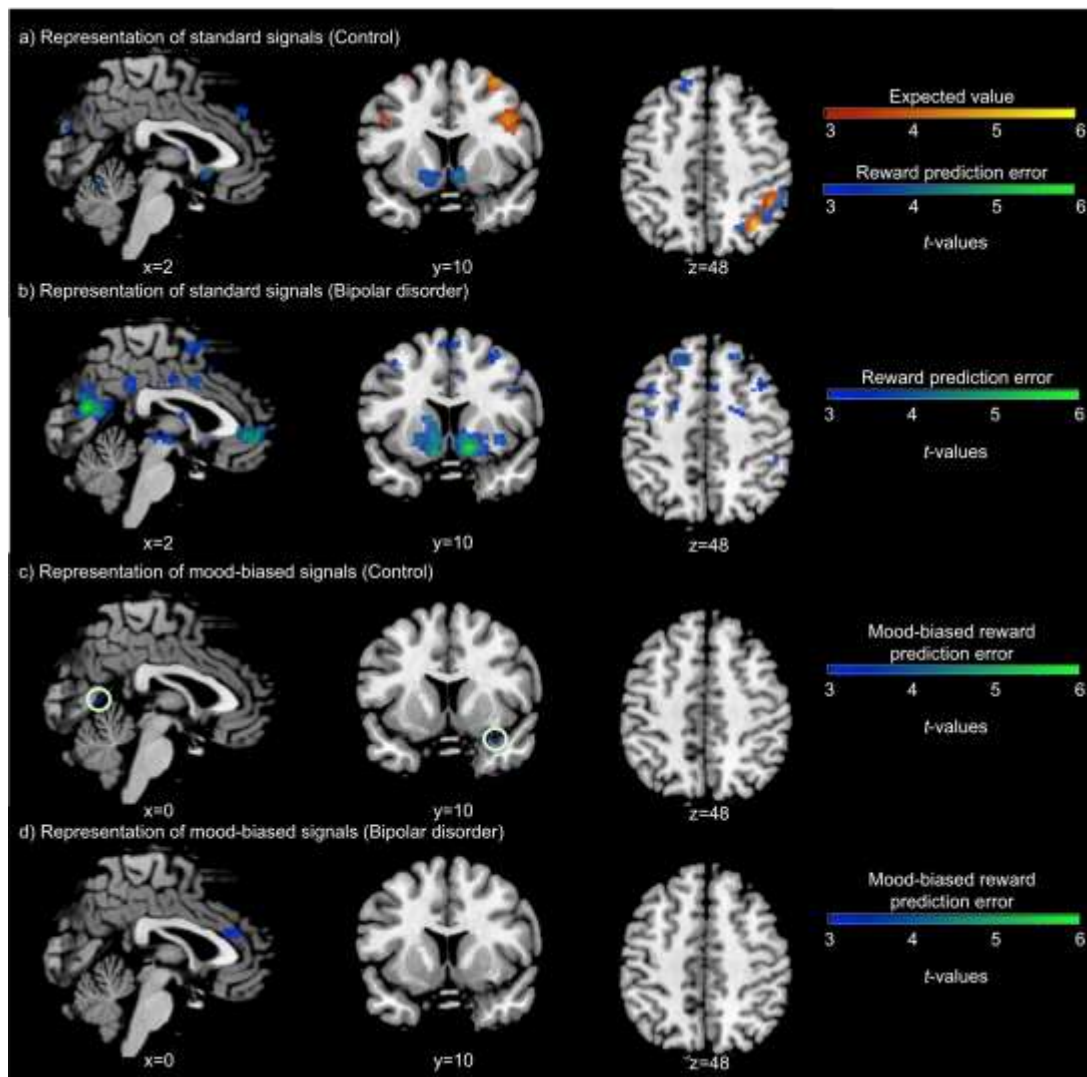 a) Representation of standard signals (Control)
Expected value
3 4 5 6
Reward prediction error
3 4 5 6
t-values
x=2 y=10 z=48
b) Representation of standard signals (Bipolar disorder)
Reward prediction error
3 4 5 6
t-values
x=2 y=10 z=48
c) Representation of mood-biased signals (Control)
Mood-biased reward
prediction error
3 4 5 6
t-values
x=0 y=10 z=48
d) Representation of mood-biased signals (Bipolar disorder)
Mood-biased reward
prediction error
3 4 5 6
t-values
x=0 y=10 z=48